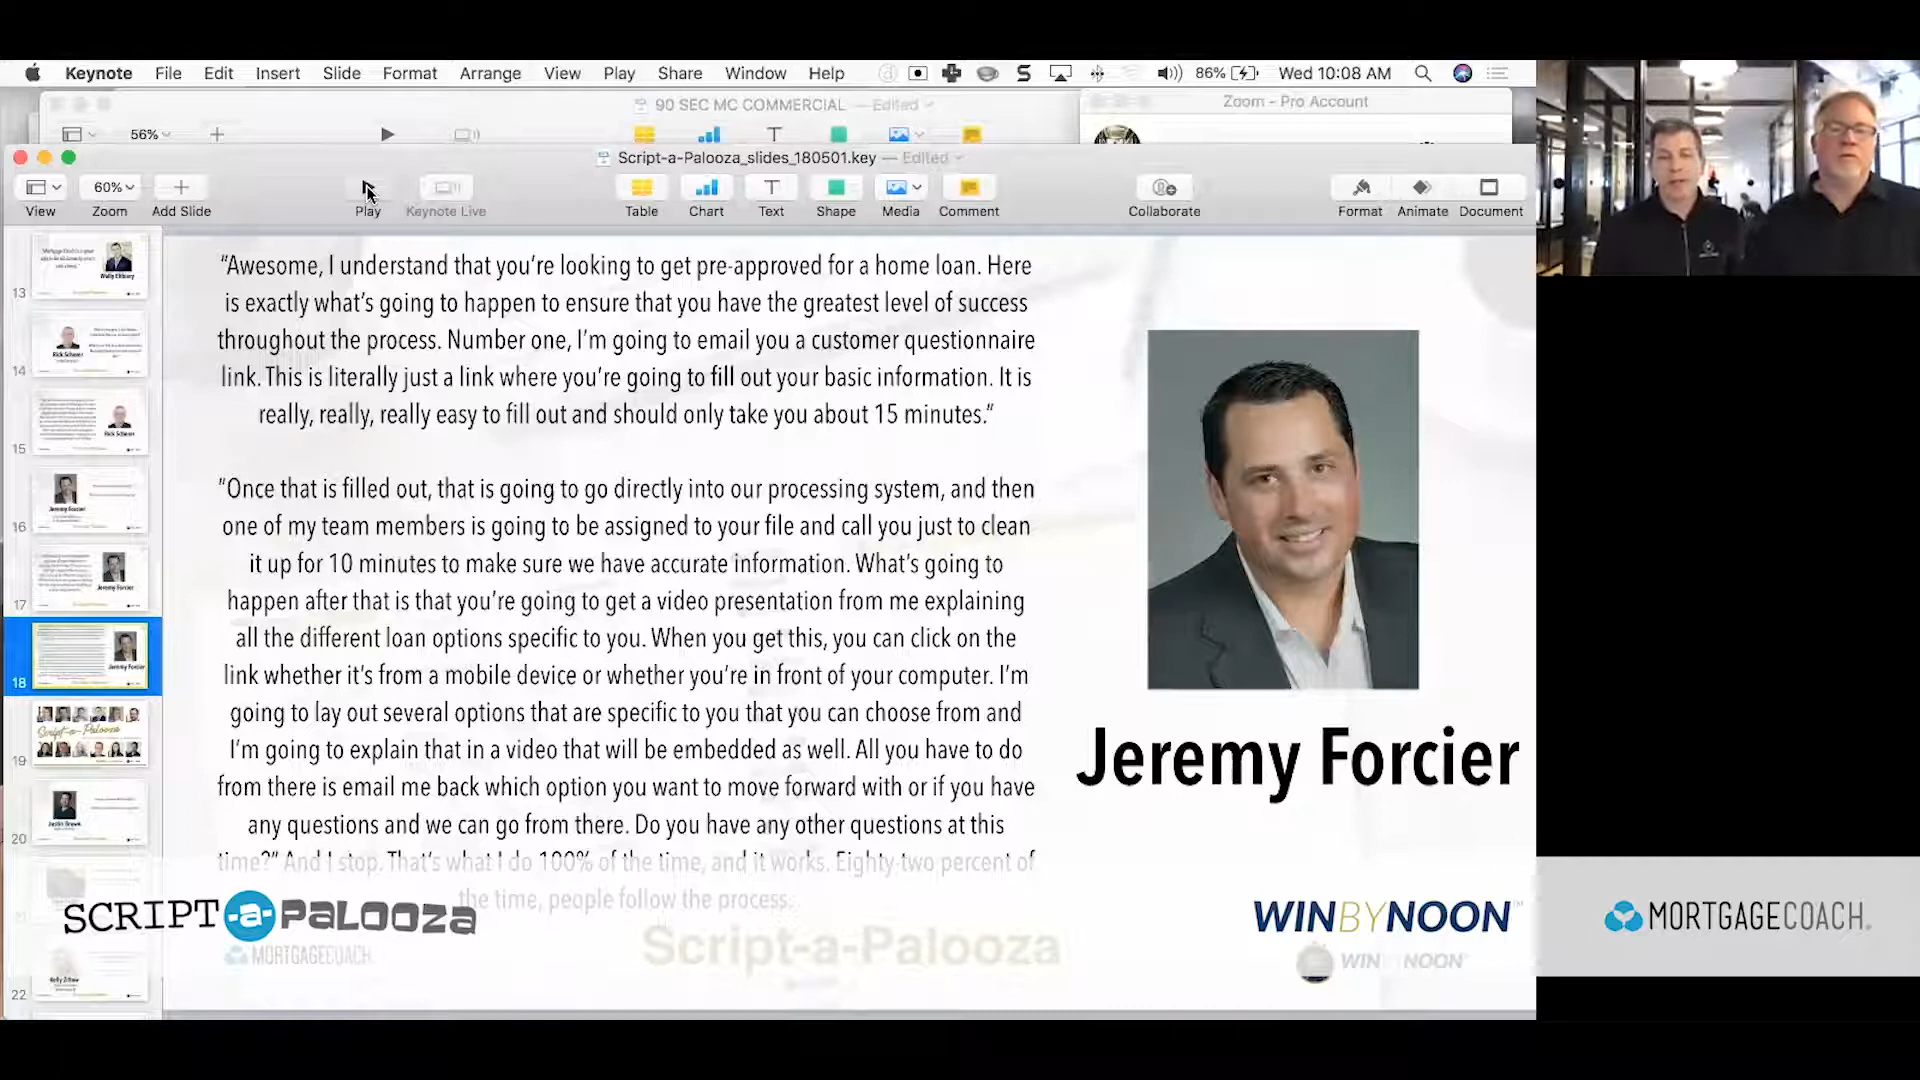 Keynote File Edit Insert Slide Format Arrange View Play Share Window Help 86% Wed 10:08 AM
90 SEC MC COMMERCIAL — Edited
Zoom - Pro Account
56%
Script-a-Palooza_slides_180501.key — Edited
60%
View Zoom Add Slide Play Keynote Live Table Chart Text Shape Media Comment Collaborate Format Animate Document
"Awesome, I understand that you're looking to get pre-approved for a home loan. Here
is exactly what's going to happen to ensure that you have the greatest level of success
throughout the process. Number one, I'm going to email you a customer questionnaire
link. This is literally just a link where you're going to fill out your basic information. It is
really, really, really easy to fill out and should only take you about 15 minutes."
"Once that is filled out, that is going to go directly into our processing system, and then
one of my team members is going to be assigned to your file and call you just to clean
it up for 10 minutes to make sure we have accurate information. What's going to
happen after that is that you're going to get a video presentation from me explaining
all the different loan options specific to you. When you get this, you can click on the
link whether it's from a mobile device or whether you're in front of your computer. I'm
going to lay out several options that are specific to you that you can choose from and
I'm going to explain that in a video that will be embedded as well. All you have to do
from there is email me back which option you want to move forward with or if you have
any questions and we can go from there. Do you have any other questions at this
time?" And I stop. That's what I do 100% of the time, and it works. Eighty-two percent of
the time, people follow the process.
Jeremy Forcier
13
Rick Scherer
14
Rick Scherer
15
Jeremy Forcier
16
Jeremy Forcier
17
Jeremy Forcier
18
Script-a-Palooza
19
20
21
22
SCRIPT-a-PALOOZA
MORTGAGECOACH
Script-a-Palooza
WINBYNOON™
WINBYNOON
MORTGAGECOACH